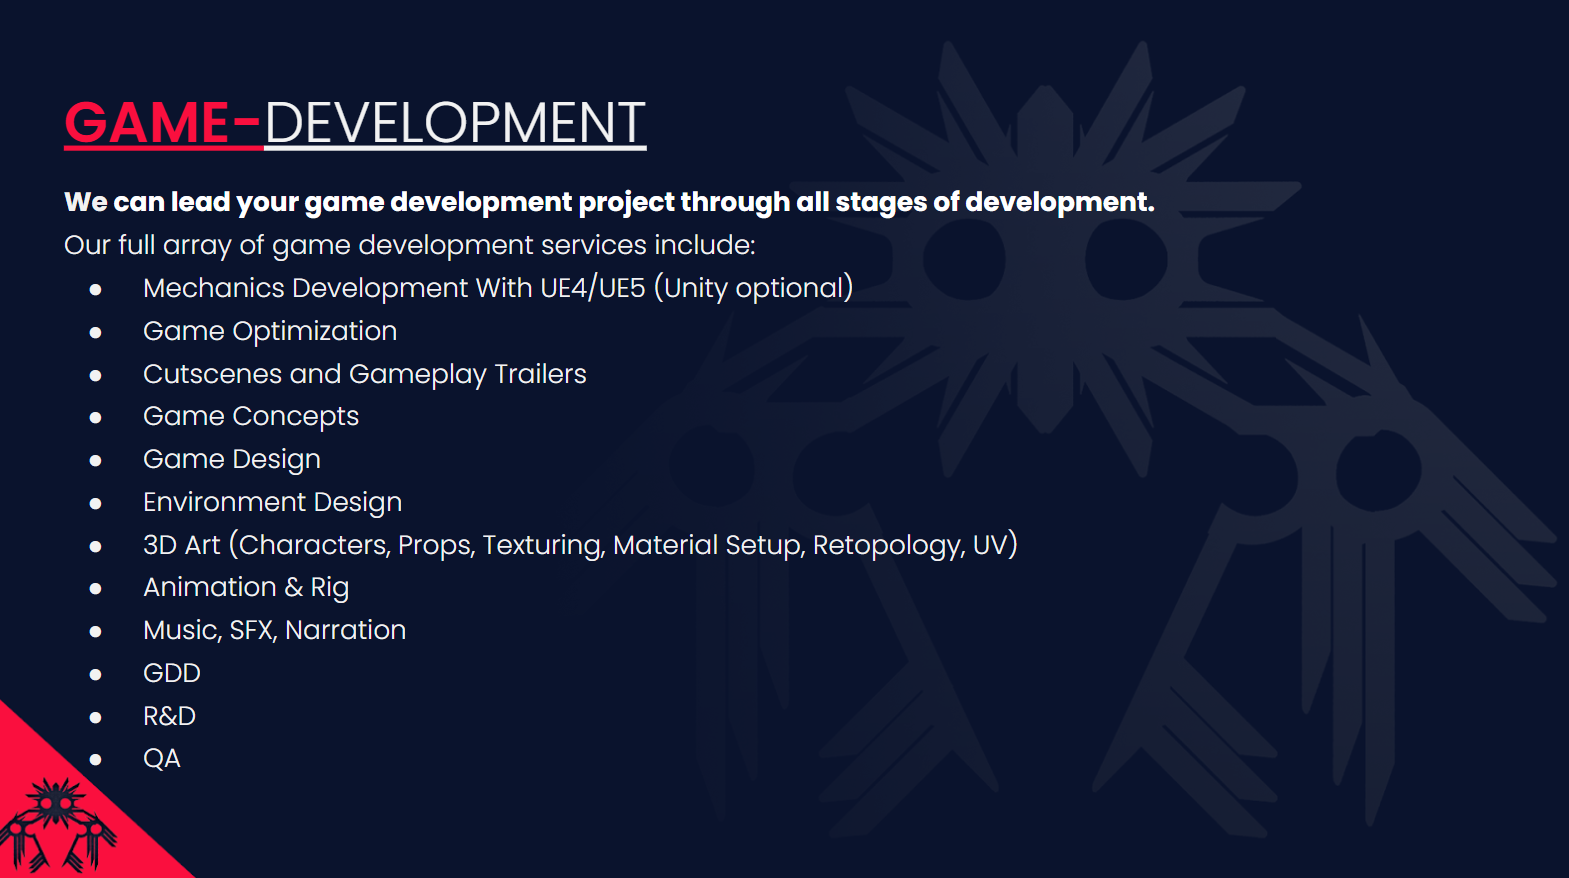 GAME-DEVELOPMENT
We can lead your game development project through all stages of development.
Our full array of game development services include:
● Mechanics Development With UE4/UE5 (Unity optional)
● Game Optimization
● Cutscenes and Gameplay Trailers
● Game Concepts
● Game Design
● Environment Design
● 3D Art (Characters, Props, Texturing, Material Setup, Retopology, UV)
● Animation & Rig
● Music, SFX, Narration
● GDD
● R&D
● QA